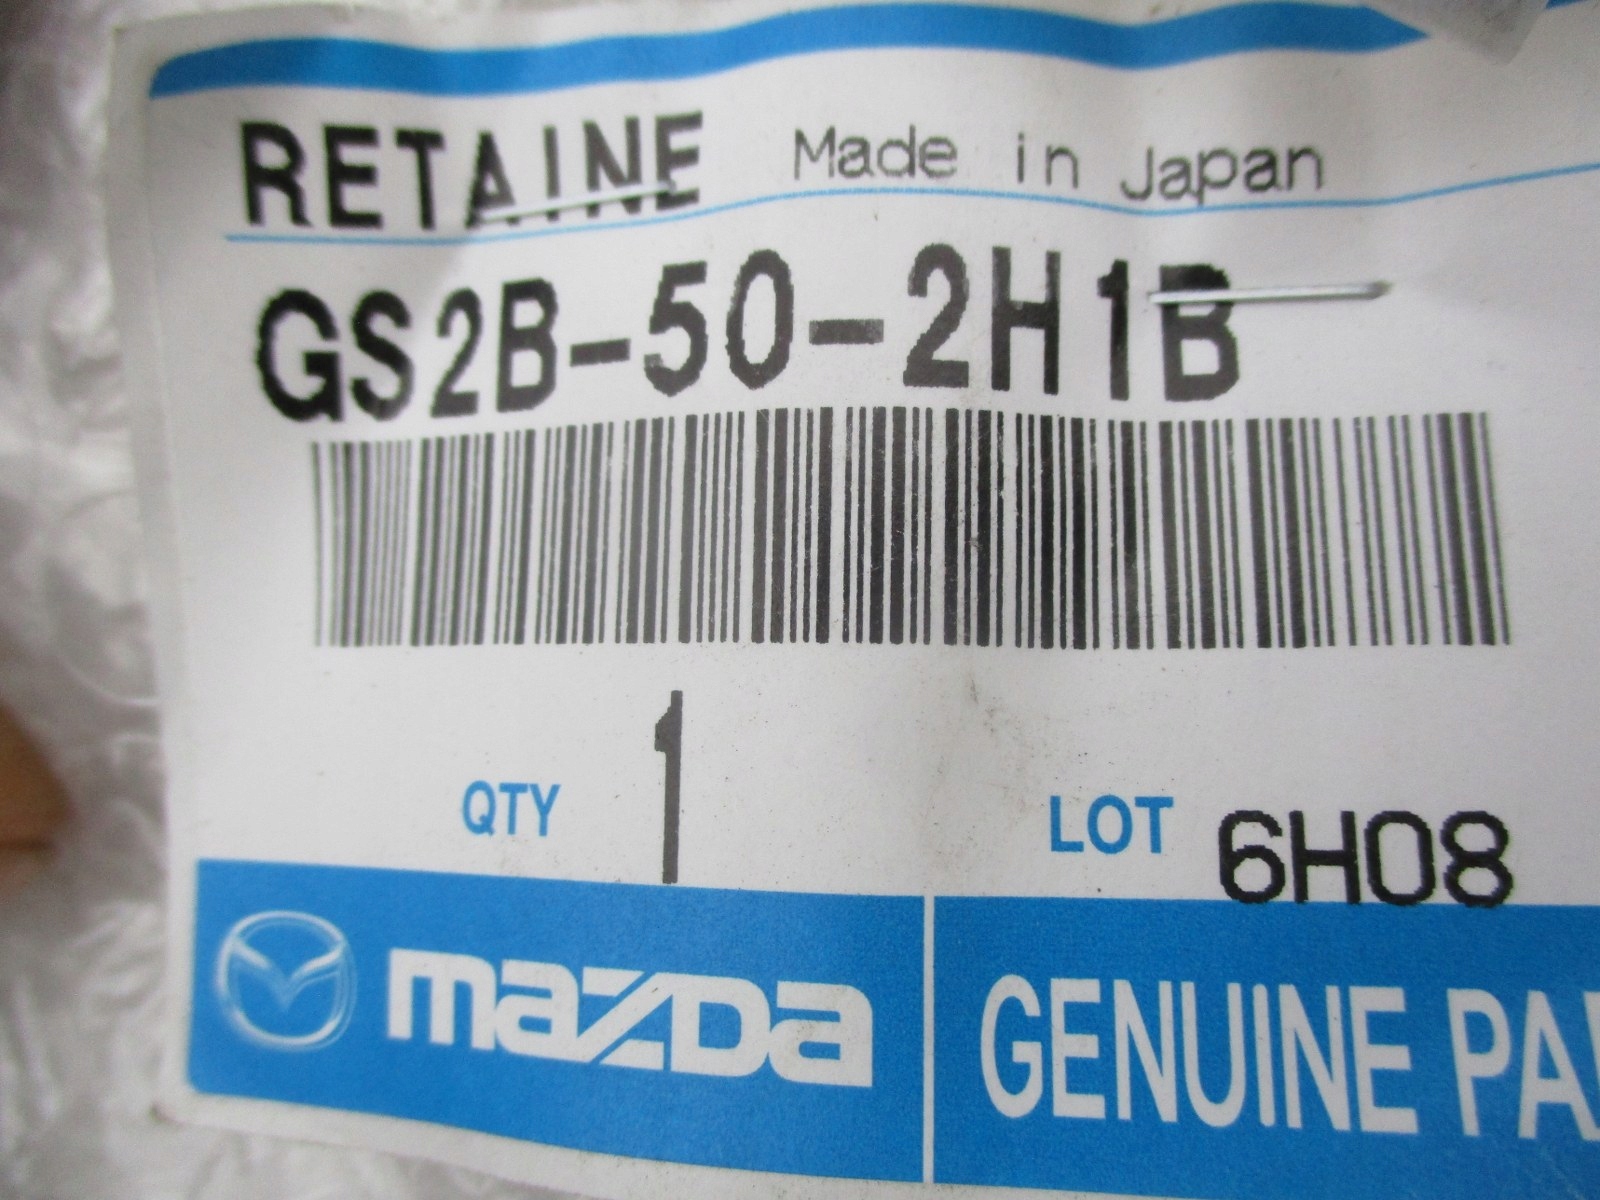 RETAINE Made in Japan
GS2B-50-2H1B
QTY 1 LOT 6H08
mazDa GENUINE PA